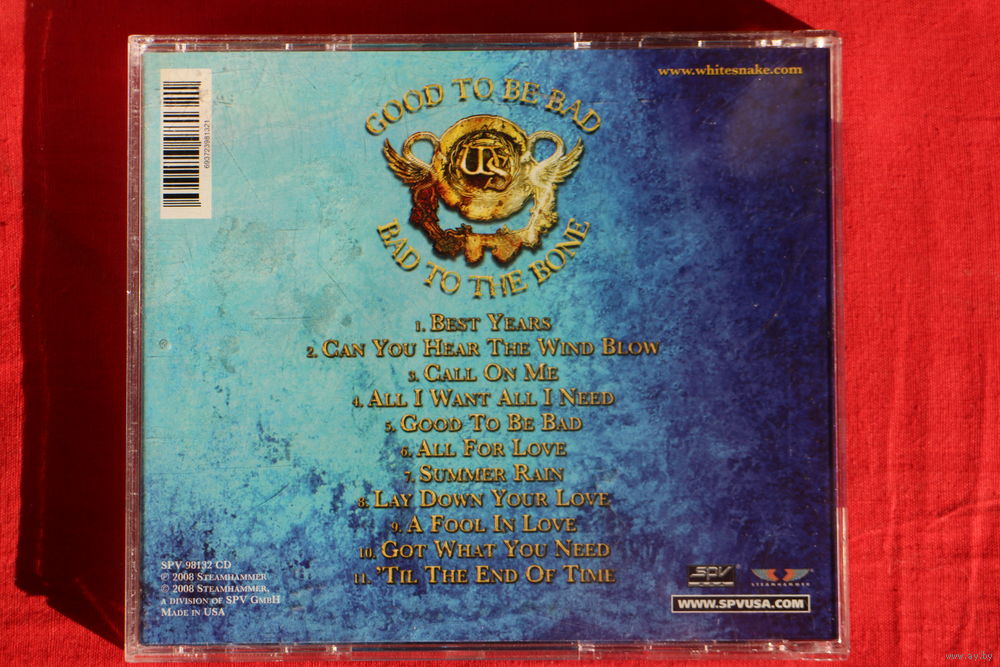 www.whitesnake.com
GOOD TO BE BAD
BAD TO THE BONE
693723981321
1. BEST YEARS
2. CAN YOU HEAR THE WIND BLOW
3. CALL ON ME
4. ALL I WANT ALL I NEED
5. GOOD TO BE BAD
6. ALL FOR LOVE
7. SUMMER RAIN
8. LAY DOWN YOUR LOVE
9. A FOOL IN LOVE
10. GOT WHAT YOU NEED
11. 'TIL THE END OF TIME
SPV 98132 CD
℗ 2008 STEAMHAMMER
© 2008 STEAMHAMMER,
A DIVISION OF SPV GMBH
MADE IN USA
SPV
STEAMHAMMER
WWW.SPVUSA.COM
www.ay.by